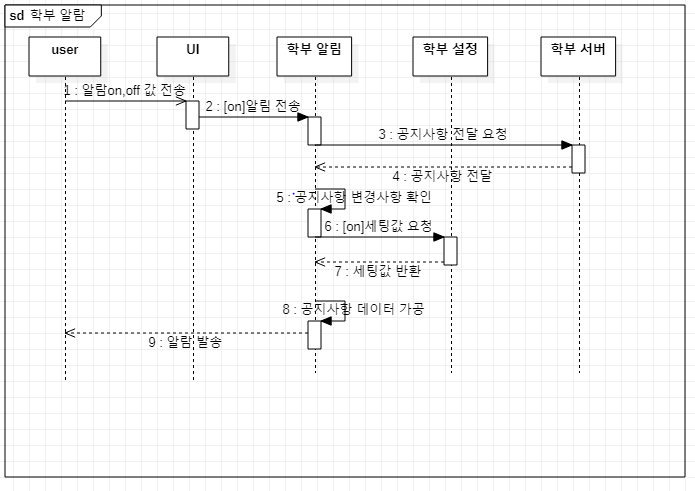 sd 학부 알람
user
UI
학부 알림
학부 설정
학부 서버
1 : 알람on,off 값 전송
2 : [on]알림 전송
3 : 공지사항 전달 요청
4 : 공지사항 전달
5 : 공지사항 변경사항 확인
6 : [on]세팅값 요청
7 : 세팅값 반환
8 : 공지사항 데이터 가공
9 : 알람 발송